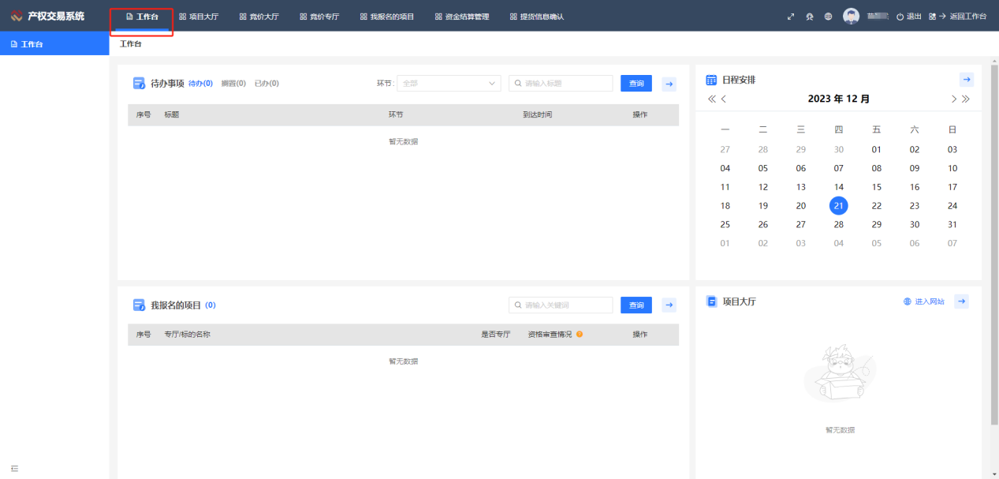 产权交易系统 工作台 项目大厅 竞价大厅 竞价专厅 我报名的项目 资金结算管理 提货信息确认 退出 返回工作台
工作台 工作台
待办事项 待办(0) 搁置(0) 已办(0) 环节: 全部 请输入标题 查询
序号 标题 环节 到达时间 操作
暂无数据
日程安排
2023 年 12 月
一 二 三 四 五 六 日
27 28 29 30 01 02 03
04 05 06 07 08 09 10
11 12 13 14 15 16 17
18 19 20 21 22 23 24
25 26 27 28 29 30 31
01 02 03 04 05 06 07
我报名的项目 (0) 请输入关键词 查询
序号 专厅/标的名称 是否专厅 资格审查情况 操作
暂无数据
项目大厅 进入网站
暂无数据